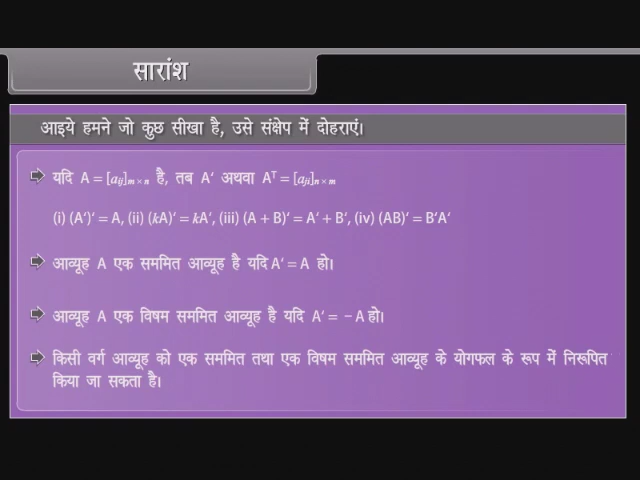 सारांश
आइये हमने जो कुछ सीखा है, उसे संक्षेप में दोहराएं।
यदि A = [aij]m × n है, तब A‘ अथवा Aᵀ = [aji]n × m
(i) (A‘)‘ = A, (ii) (kA)‘ = kA‘, (iii) (A + B)‘ = A‘ + B‘, (iv) (AB)‘ = B‘A‘
आव्यूह A एक सममित आव्यूह है यदि A‘ = A हो।
आव्यूह A एक विषम सममित आव्यूह है यदि A‘ = – A हो।
किसी वर्ग आव्यूह को एक सममित तथा एक विषम सममित आव्यूह के योगफल के रूप में निरूपित
किया जा सकता है।